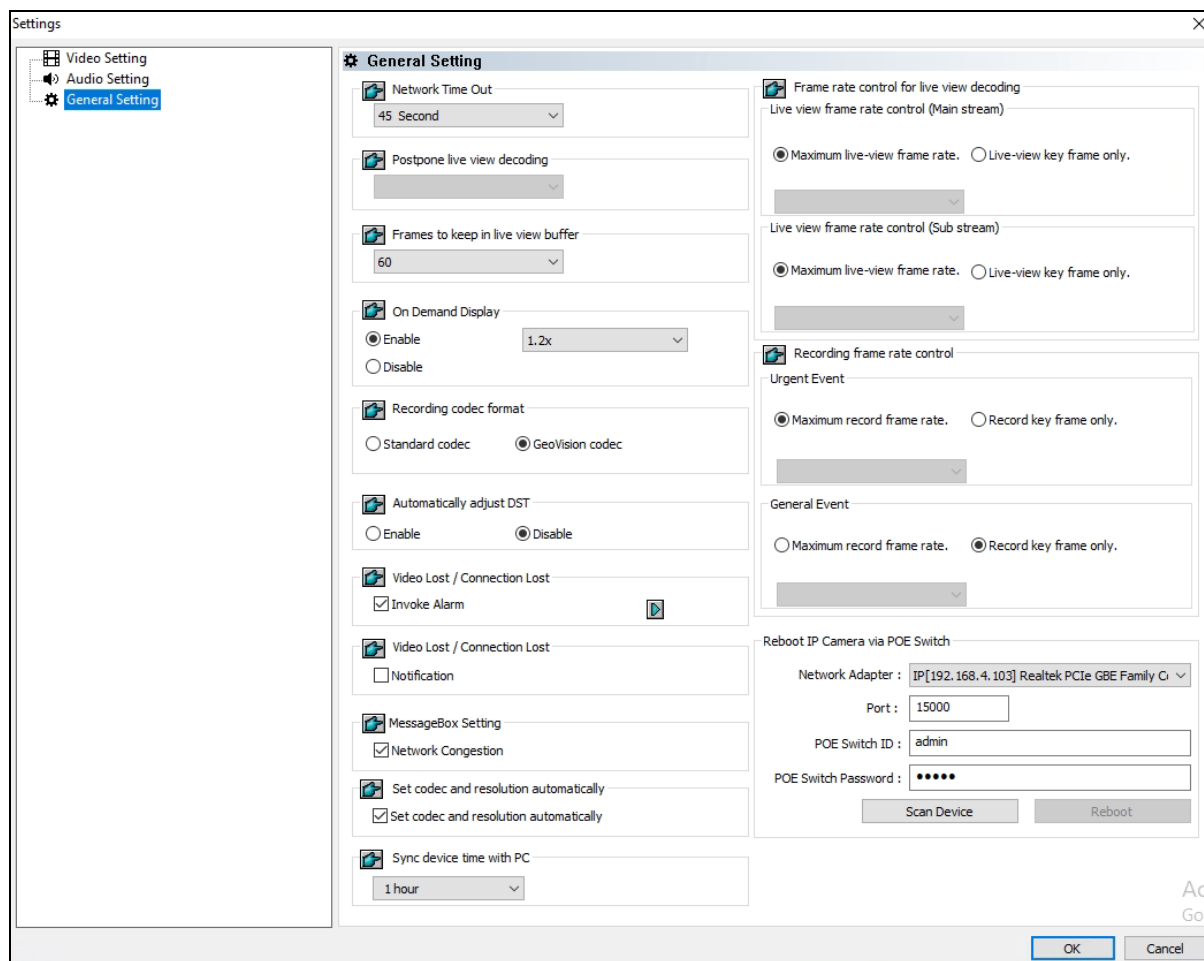 Settings
Video Setting
Audio Setting
General Setting
General Setting
Network Time Out
45 Second
Postpone live view decoding
Frames to keep in live view buffer
60
On Demand Display
Enable
1.2x
Disable
Recording codec format
Standard codec
GeoVision codec
Automatically adjust DST
Enable
Disable
Video Lost / Connection Lost
Invoke Alarm
Video Lost / Connection Lost
Notification
MessageBox Setting
Network Congestion
Set codec and resolution automatically
Set codec and resolution automatically
Sync device time with PC
1 hour
Frame rate control for live view decoding
Live view frame rate control (Main stream)
Maximum live-view frame rate.
Live-view key frame only.
Live view frame rate control (Sub stream)
Maximum live-view frame rate.
Live-view key frame only.
Recording frame rate control
Urgent Event
Maximum record frame rate.
Record key frame only.
General Event
Maximum record frame rate.
Record key frame only.
Reboot IP Camera via POE Switch
Network Adapter :
IP[192.168.4.103] Realtek PCIe GBE Family
Port :
15000
POE Switch ID :
admin
POE Switch Password :
•••••
Scan Device
Reboot
OK
Cancel